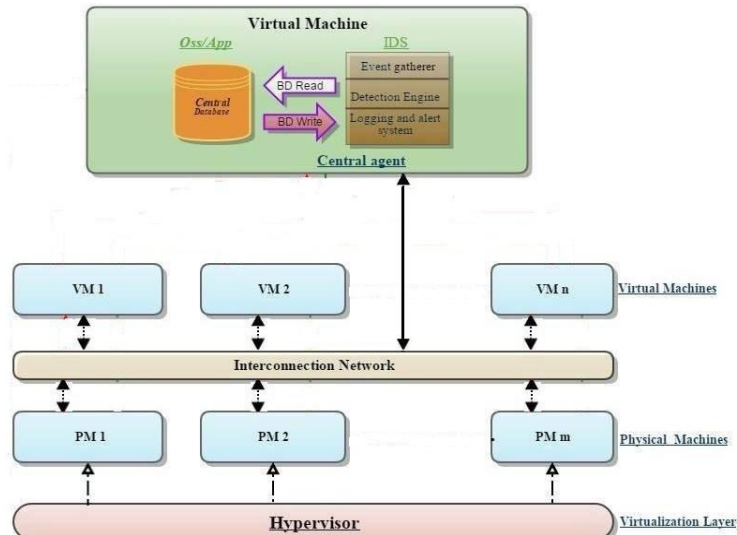 Virtual Machine
Oss/App
IDS
Event gatherer
BD Read
Central
Database
Detection Engine
BD Write
Logging and alert
system
Central agent
VM 1
VM 2
VM n
Virtual Machines
Interconnection Network
PM 1
PM 2
PM m
Physical Machines
Hypervisor
Virtualization Layer